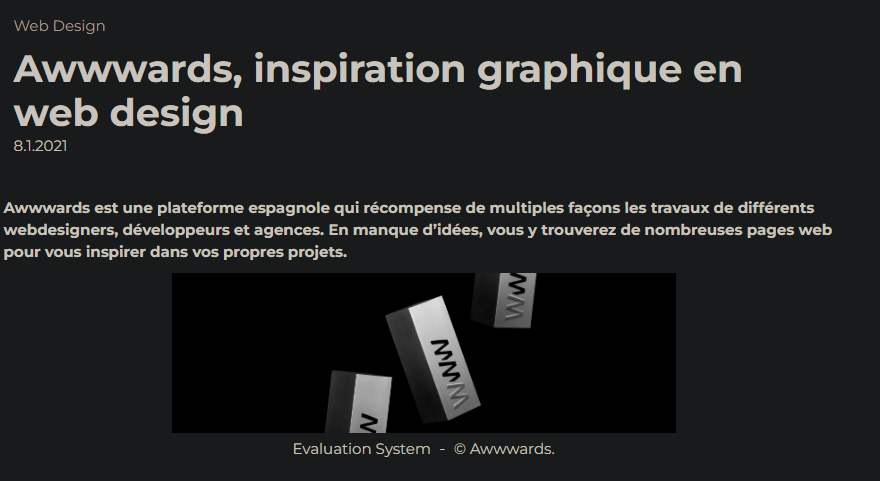 Web Design
Awwwards, inspiration graphique en
web design
8.1.2021
Awwwards est une plateforme espagnole qui récompense de multiples façons les travaux de différents
webdesigners, développeurs et agences. En manque d’idées, vous y trouverez de nombreuses pages web
pour vous inspirer dans vos propres projets.
W
WW
WWW
Evaluation System - © Awwwards.